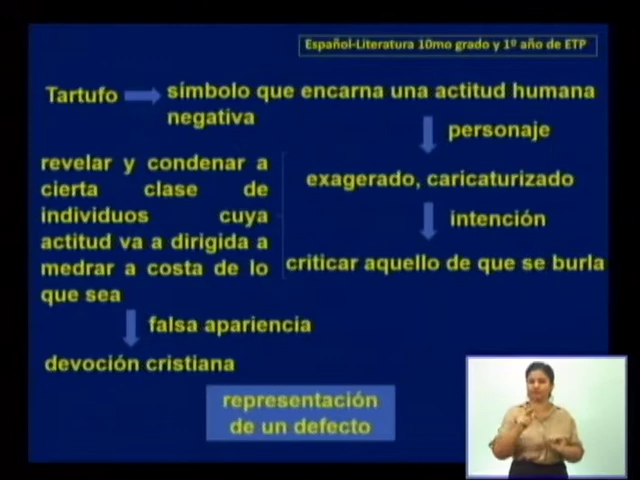 Español-Literatura 10mo grado y 1º año de ETP
Tartufo
símbolo que encarna una actitud humana
negativa
personaje
exagerado, caricaturizado
intención
criticar aquello de que se burla
revelar y condenar a
cierta clase de
individuos cuya
actitud va a dirigida a
medrar a costa de lo
que sea
falsa apariencia
devoción cristiana
representación
de un defecto